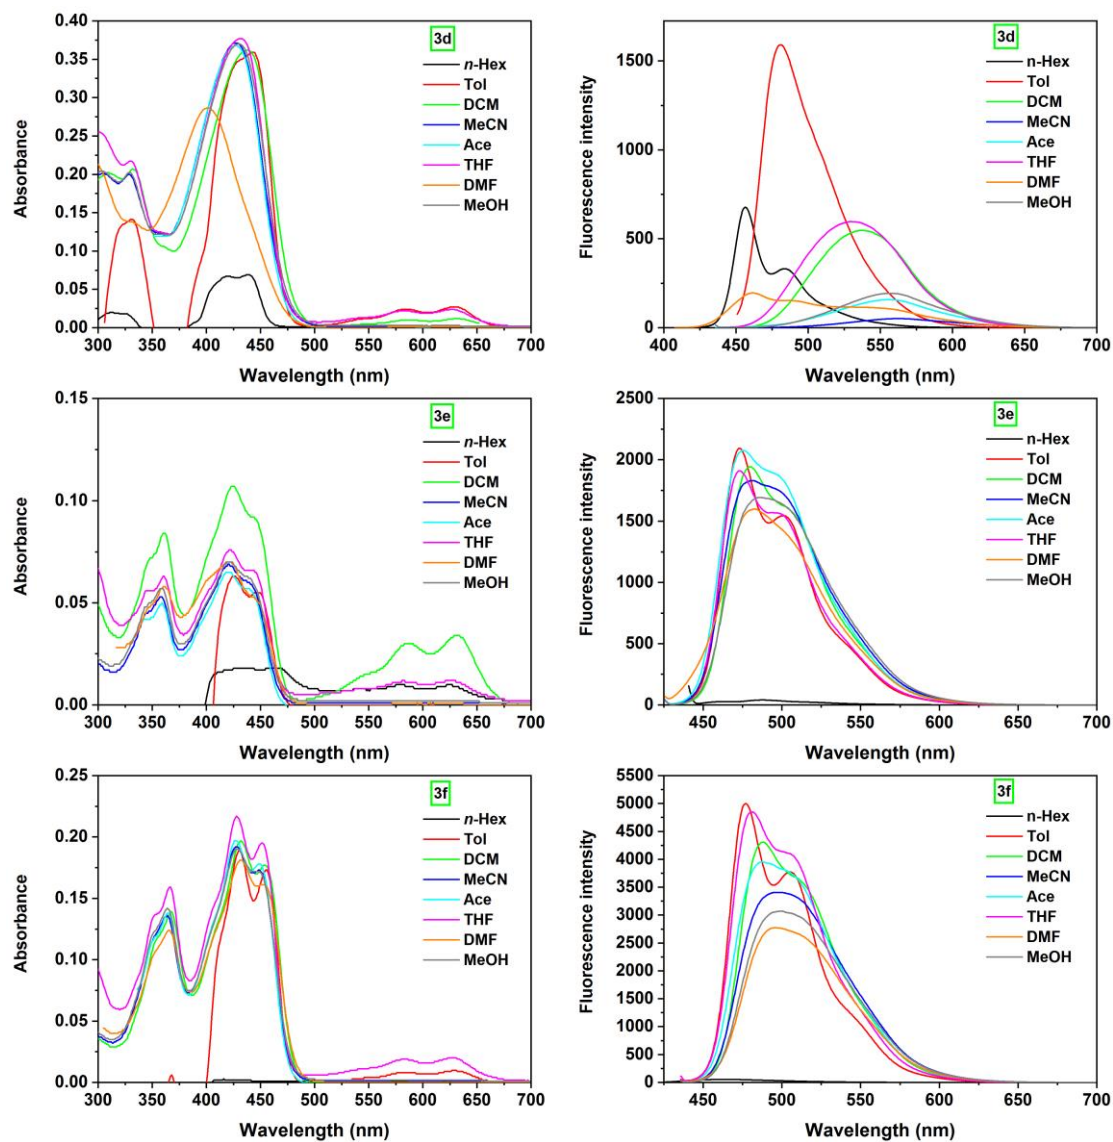 0.40
0.35
0.30
0.25
0.20
0.15
0.10
0.05
0.00
Absorbance
3d
n-Hex
Tol
DCM
MeCN
Ace
THF
DMF
MeOH
300 350 400 450 500 550 600 650 700
Wavelength (nm)
1500
1000
500
0
Fluorescence intensity
3d
n-Hex
Tol
DCM
MeCN
Ace
THF
DMF
MeOH
400 450 500 550 600 650 700
Wavelength (nm)
0.15
0.10
0.05
0.00
Absorbance
3e
n-Hex
Tol
DCM
MeCN
Ace
THF
DMF
MeOH
300 350 400 450 500 550 600 650 700
Wavelength (nm)
2500
2000
1500
1000
500
0
Fluorescence intensity
3e
n-Hex
Tol
DCM
MeCN
Ace
THF
DMF
MeOH
450 500 550 600 650 700
Wavelength (nm)
0.25
0.20
0.15
0.10
0.05
0.00
Absorbance
3f
n-Hex
Tol
DCM
MeCN
Ace
THF
DMF
MeOH
300 350 400 450 500 550 600 650 700
Wavelength (nm)
5500
5000
4500
4000
3500
3000
2500
2000
1500
1000
500
0
Fluorescence intensity
3f
n-Hex
Tol
DCM
MeCN
Ace
THF
DMF
MeOH
450 500 550 600 650 700
Wavelength (nm)